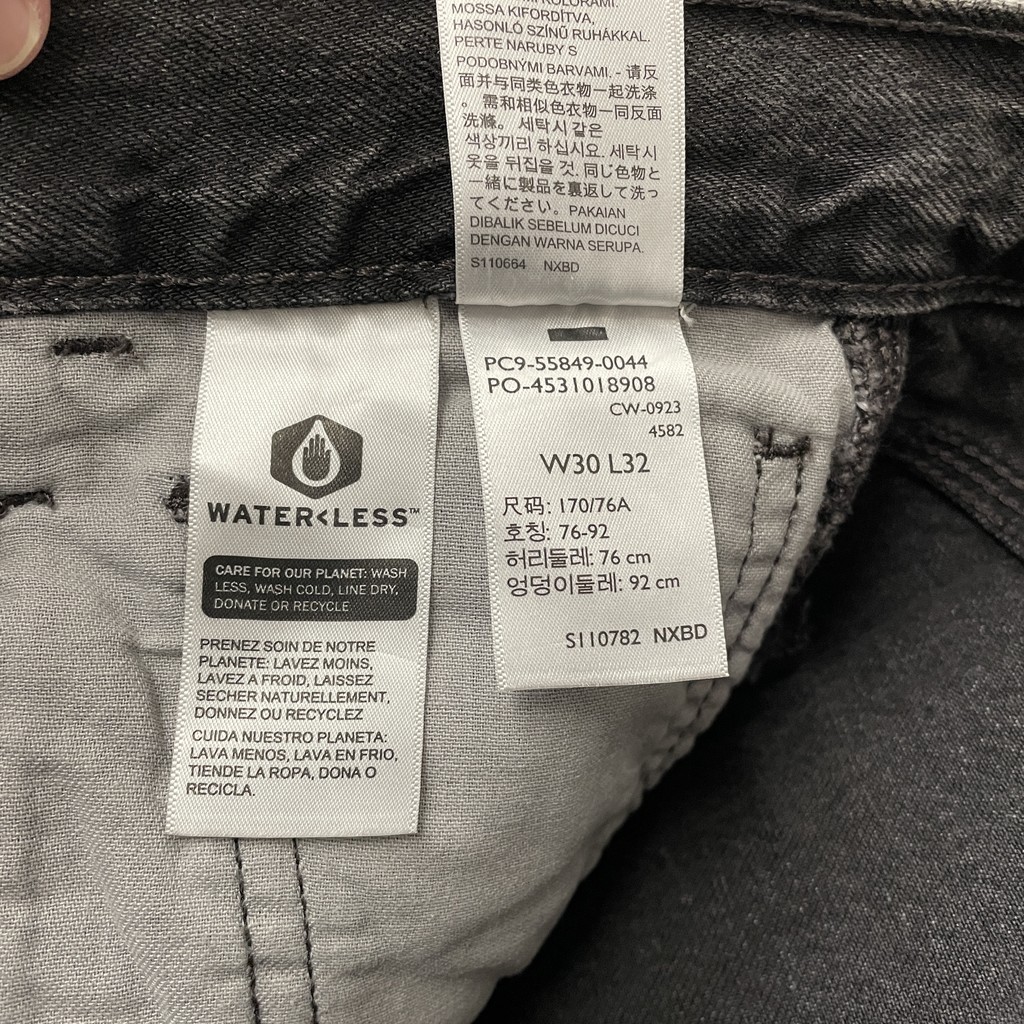 KOLORAMI.
MOSSA KIFORDÍTVA,
HASONLÓ SZÍNŰ RUHÁKKAL.
PERTE NARUBY S
PODOBNYMI BARVAMI. - 请反
面并与同类色衣物一起洗涤
。需和相似色衣物一同反面
洗滌。세탁시 같은
색상끼리 하십시요. 세탁시
옷을 뒤집을 것. 同じ色物と
一緒に製品を裏返して洗っ
てください。PAKAIAN
DIBALIK SEBELUM DICUCI
DENGAN WARNA SERUPA.
S110664 NXBD
PC9-55849-0044
PO-4531018908
CW-0923
4582
W30 L32
尺码: 170/76A
호칭: 76-92
허리둘레: 76 cm
엉덩이둘레: 92 cm
S110782 NXBD
WATER<LESS™
CARE FOR OUR PLANET: WASH
LESS, WASH COLD, LINE DRY,
DONATE OR RECYCLE
PRENEZ SOIN DE NOTRE
PLANETE: LAVEZ MOINS,
LAVEZ A FROID, LAISSEZ
SECHER NATURELLEMENT,
DONNEZ OU RECYCLEZ
CUIDA NUESTRO PLANETA:
LAVA MENOS, LAVA EN FRIO,
TIENDE LA ROPA, DONA O
RECICLA.